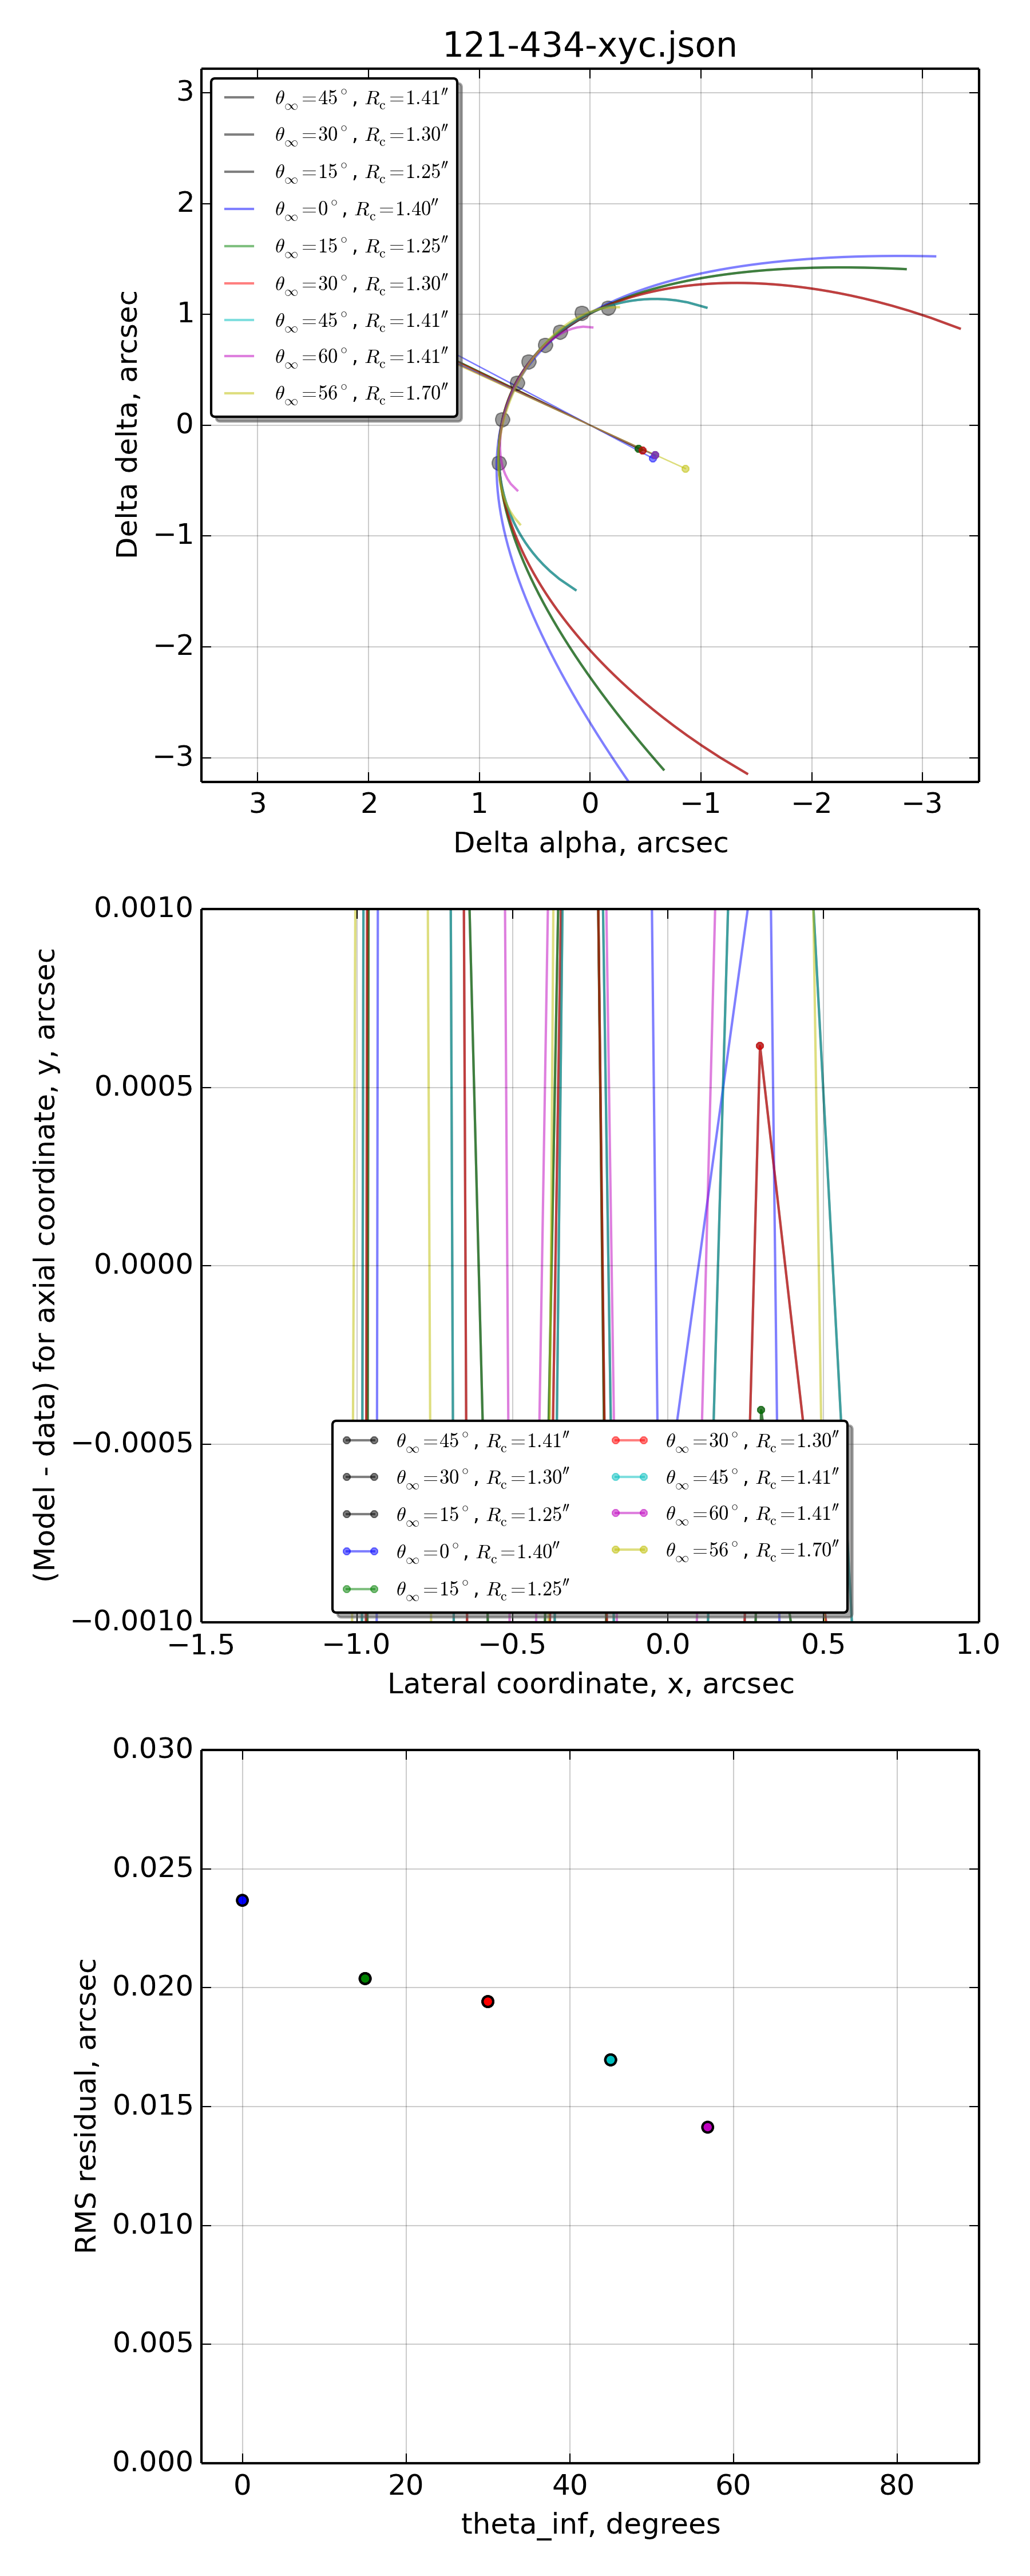 121-434-xyc.json
3
2
1
0
−1
−2
−3
Delta delta, arcsec
θ∞=45°, Rc=1.41″
θ∞=30°, Rc=1.30″
θ∞=15°, Rc=1.25″
θ∞=0°, Rc=1.40″
θ∞=15°, Rc=1.25″
θ∞=30°, Rc=1.30″
θ∞=45°, Rc=1.41″
θ∞=60°, Rc=1.41″
θ∞=56°, Rc=1.70″
3 2 1 0 −1 −2 −3
Delta alpha, arcsec
0.0010
0.0005
0.0000
−0.0005
−0.0010
(Model - data) for axial coordinate, y, arcsec
θ∞=45°, Rc=1.41″
θ∞=30°, Rc=1.30″
θ∞=15°, Rc=1.25″
θ∞=0°, Rc=1.40″
θ∞=15°, Rc=1.25″
θ∞=30°, Rc=1.30″
θ∞=45°, Rc=1.41″
θ∞=60°, Rc=1.41″
θ∞=56°, Rc=1.70″
−1.5 −1.0 −0.5 0.0 0.5 1.0
Lateral coordinate, x, arcsec
0.030
0.025
0.020
0.015
0.010
0.005
0.000
RMS residual, arcsec
0 20 40 60 80
theta_inf, degrees